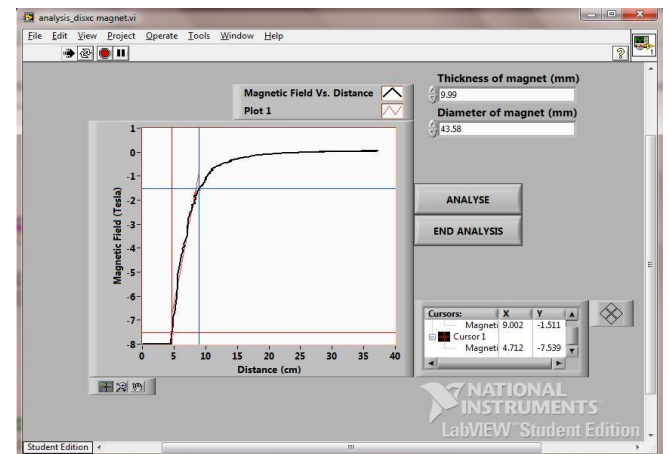 analysis_disxc magnet.vi
File Edit View Project Operate Tools Window Help
Thickness of magnet (mm)
9.99
Diameter of magnet (mm)
43.58
Magnetic Field Vs. Distance
Plot 1
Magnetic Field (Tesla)
1
0
-1
-2
-3
-4
-5
-6
-7
-8
0 5 10 15 20 25 30 35 40
Distance (cm)
ANALYSE
END ANALYSIS
Cursors: X Y
Magneti 9.002 -1.511
Cursor 1
Magneti 4.712 -7.539
NATIONAL
INSTRUMENTS
LabVIEW Student Edition
Student Edition